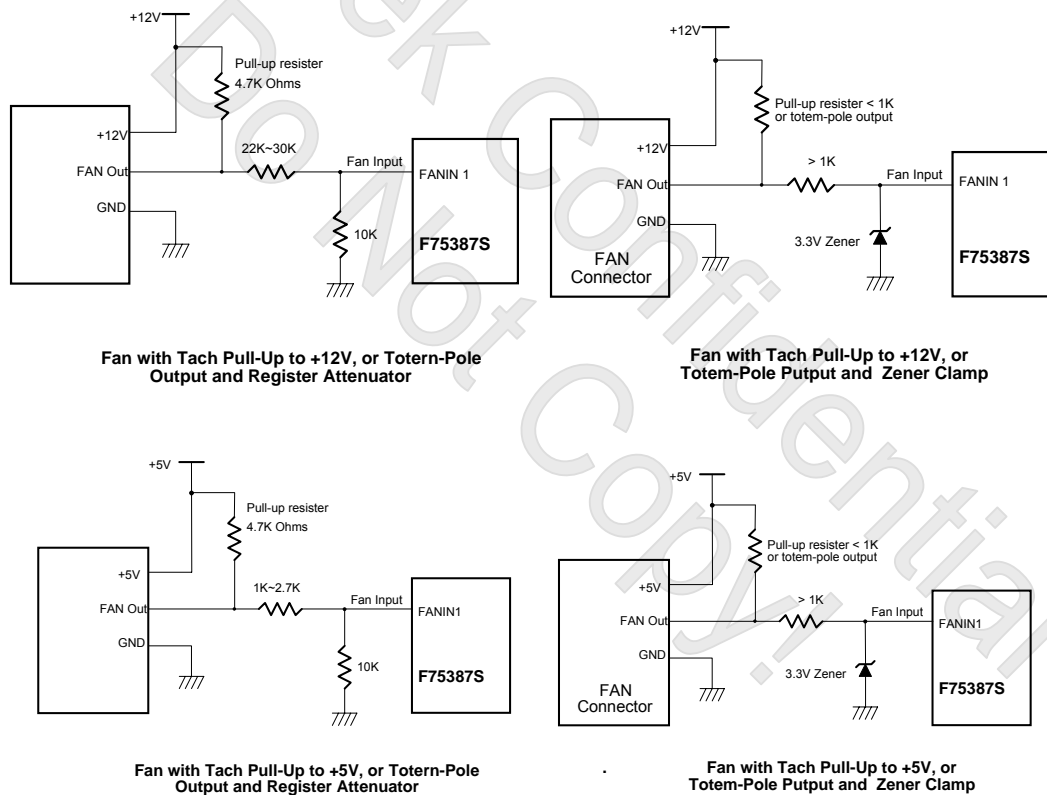 +12V
Pull-up resister
4.7K Ohms
+12V
22K~30K
FAN Out
Fan Input
FANIN 1
GND
10K
F75387S
Fan with Tach Pull-Up to +12V, or Totern-Pole
Output and Register Attenuator
+12V
Pull-up resister < 1K
or totem-pole output
+12V
> 1K
FAN Out
Fan Input
FANIN 1
GND
3.3V Zener
F75387S
FAN
Connector
Fan with Tach Pull-Up to +12V, or
Totem-Pole Putput and Zener Clamp
+5V
Pull-up resister
4.7K Ohms
+5V
1K~2.7K
FAN Out
Fan Input
FANIN1
GND
10K
F75387S
Fan with Tach Pull-Up to +5V, or Totern-Pole
Output and Register Attenuator
+5V
Pull-up resister < 1K
or totem-pole output
+5V
> 1K
FAN Out
Fan Input
FANIN1
GND
3.3V Zener
F75387S
FAN
Connector
.
Fan with Tach Pull-Up to +5V, or
Totem-Pole Putput and Zener Clamp
Confidential
Do Not Copy!